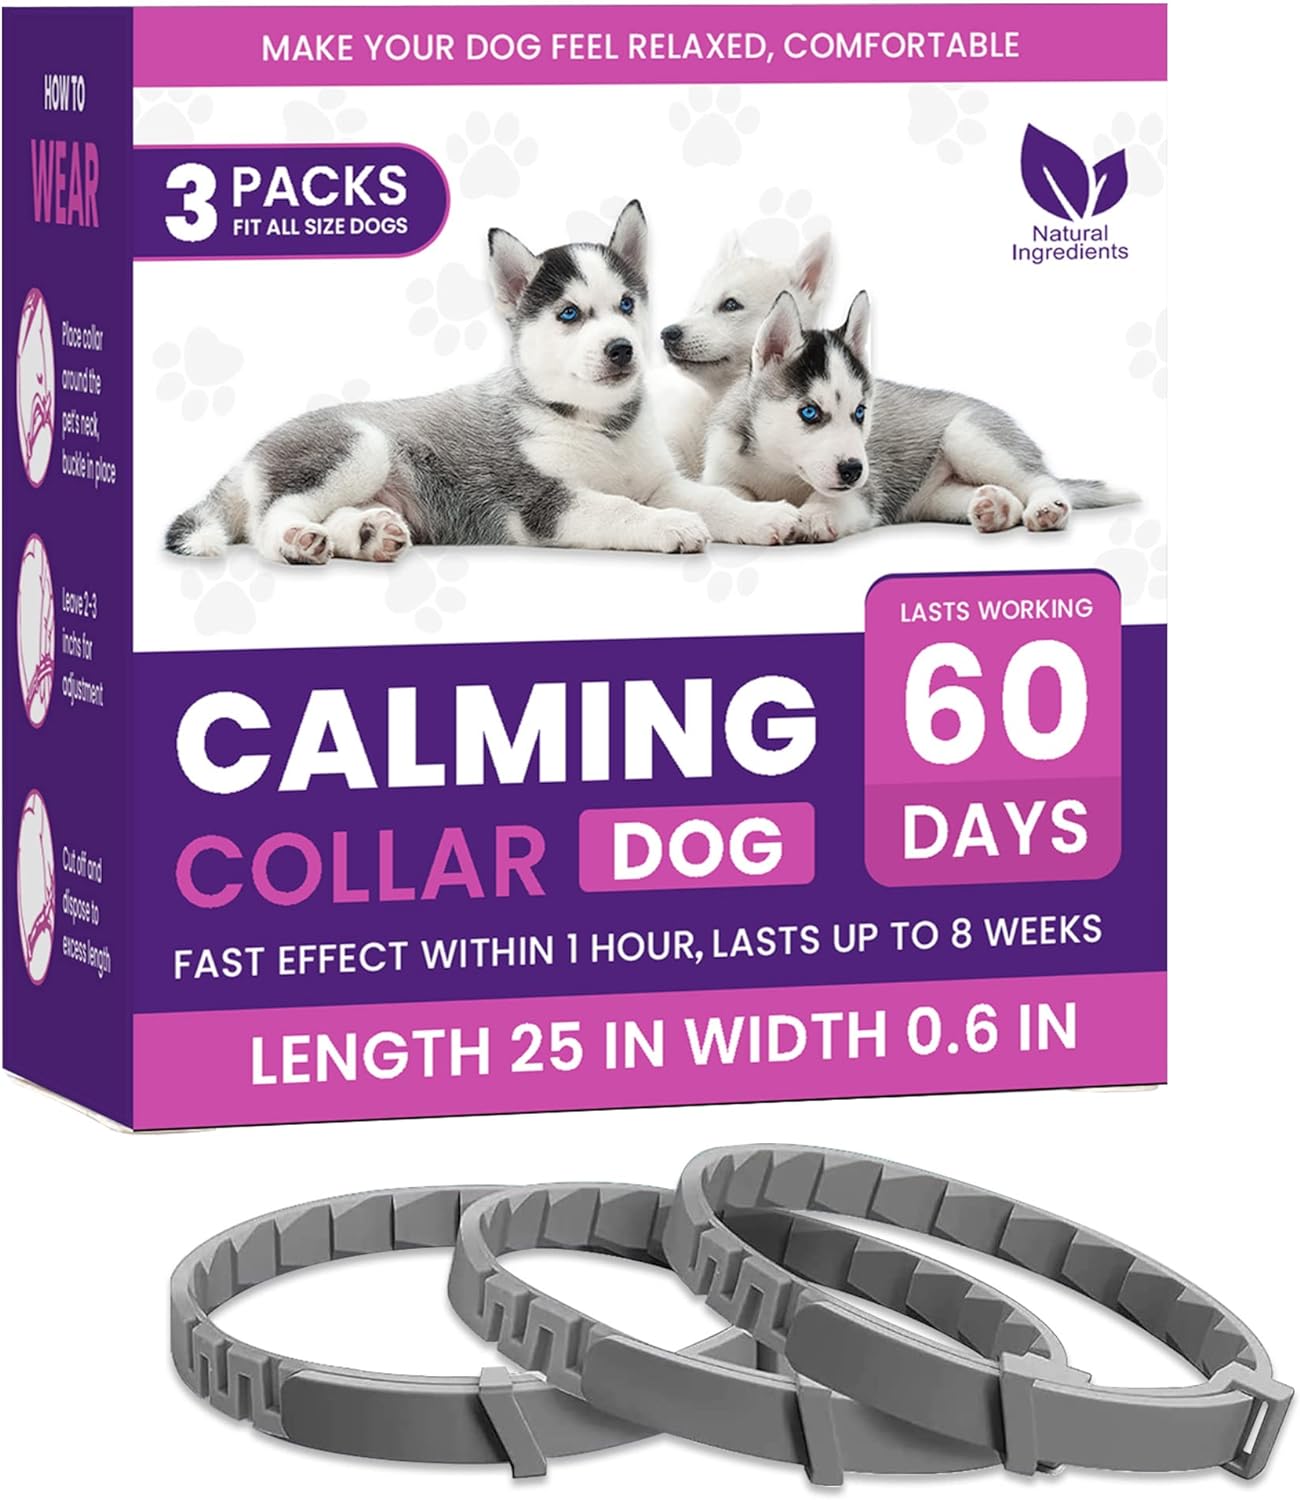 MAKE YOUR DOG FEEL RELAXED, COMFORTABLE
HOW TO
WEAR
Place collar
around the
pet's neck,
buckle in place
Leave 2-3
inchs for
adjustment
Cut off and
dispose to
excess length
3 PACKS
FIT ALL SIZE DOGS
Natural
Ingredients
LASTS WORKING
60
DAYS
CALMING
COLLAR DOG
FAST EFFECT WITHIN 1 HOUR, LASTS UP TO 8 WEEKS
LENGTH 25 IN WIDTH 0.6 IN